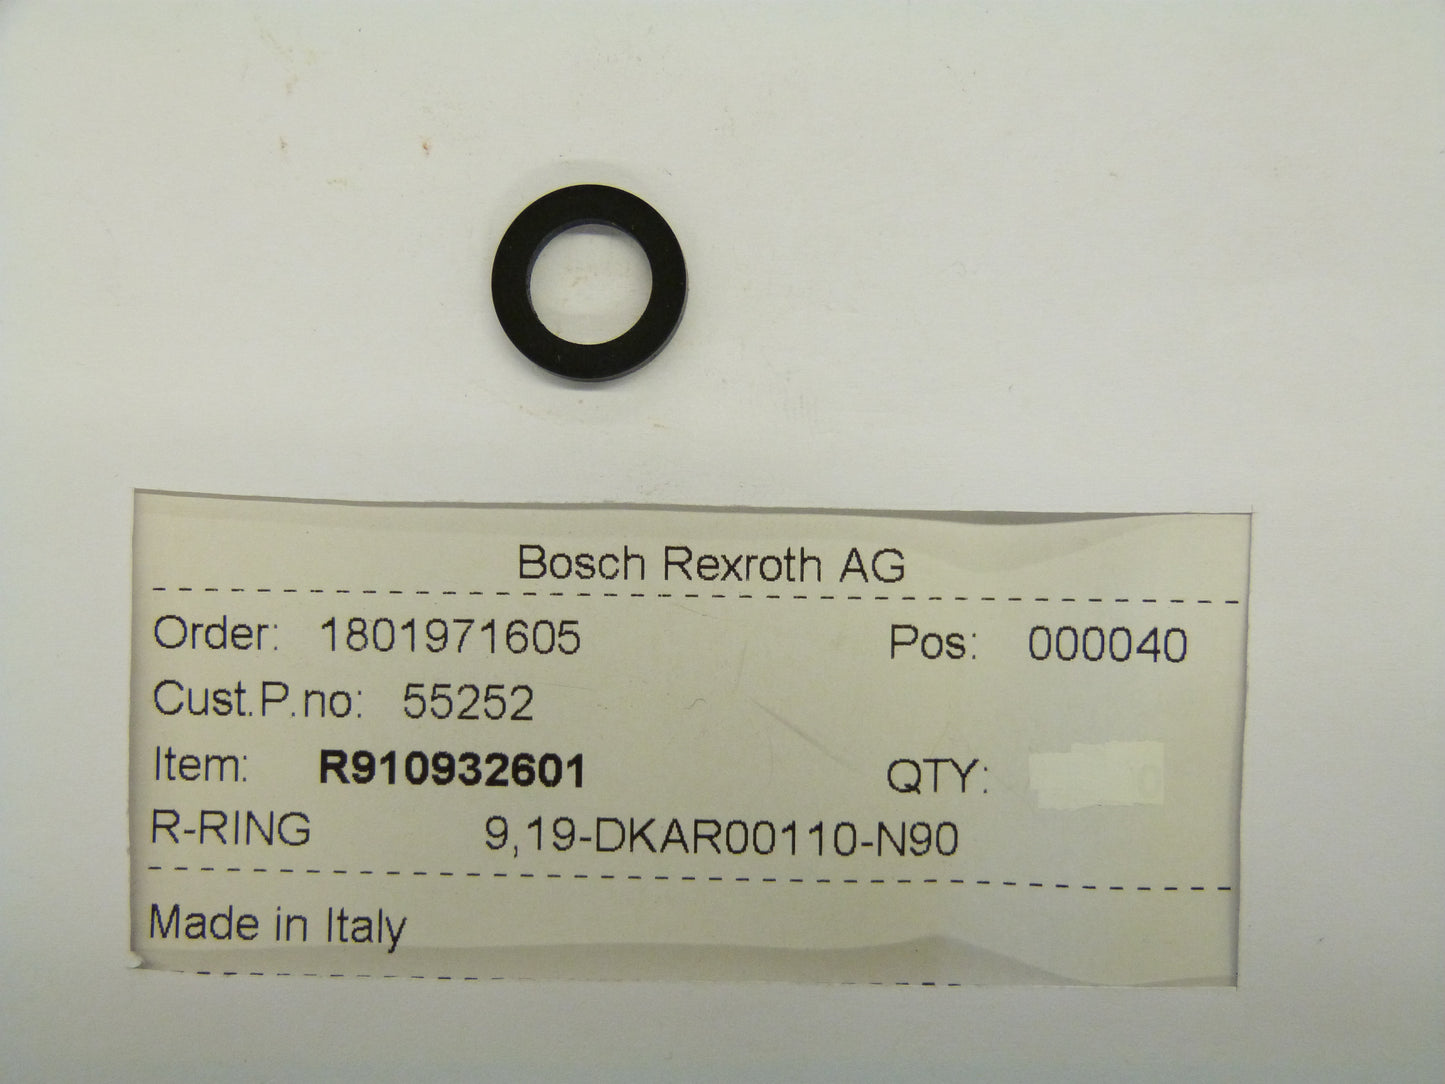 Bosch Rexroth AG
Order: 1801971605 Pos: 000040
Cust.P.no: 55252
Item: R910932601 QTY:
R-RING 9,19-DKAR00110-N90
Made in Italy